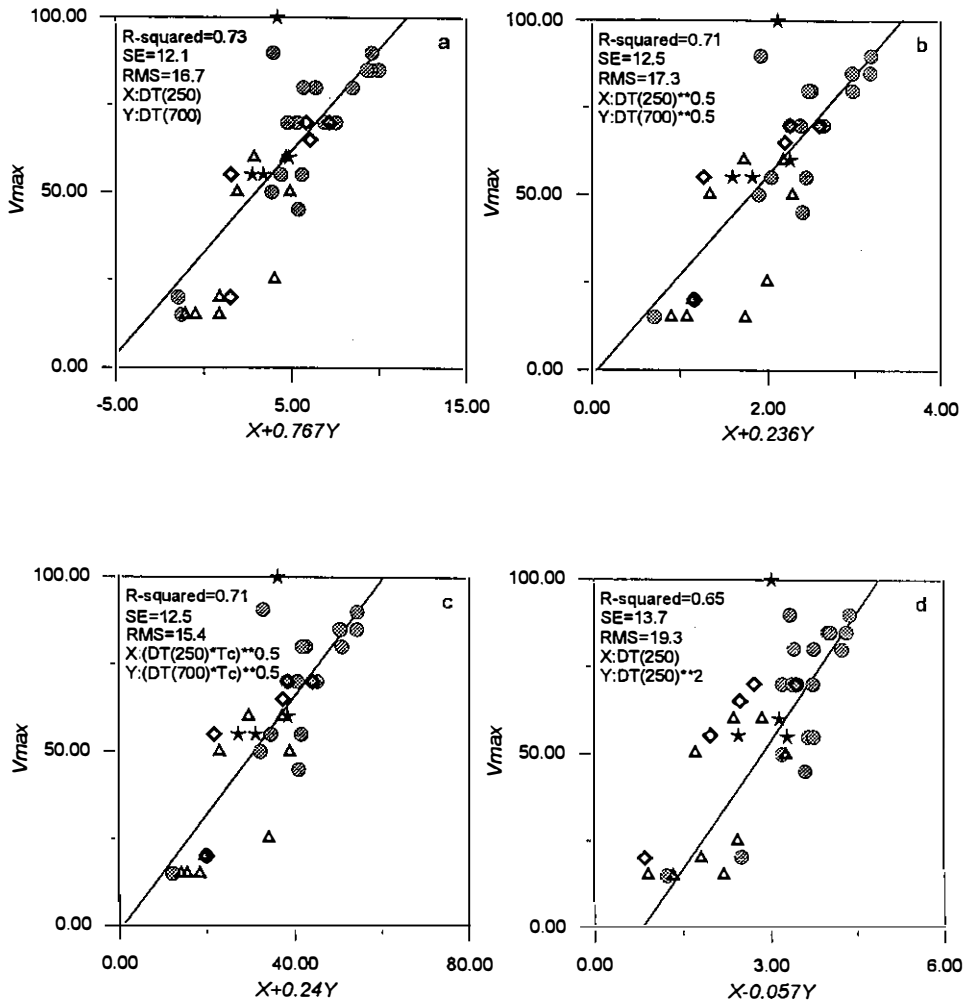 100.00
R-squared=0.73
SE=12.1
RMS=16.7
X:DT(250)
Y:DT(700)
a
Vmax
50.00
0.00
-5.00
5.00
15.00
X+0.767Y
100.00
R-squared=0.71
SE=12.5
RMS=17.3
X:DT(250)**0.5
Y:DT(700)**0.5
b
Vmax
50.00
0.00
0.00
2.00
4.00
X+0.236Y
100.00
R-squared=0.71
SE=12.5
RMS=15.4
X:(DT(250)*Tc)**0.5
Y:(DT(700)*Tc)**0.5
c
Vmax
50.00
0.00
0.00
40.00
80.00
X+0.24Y
100.00
R-squared=0.65
SE=13.7
RMS=19.3
X:DT(250)
Y:DT(250)**2
d
Vmax
50.00
0.00
0.00
3.00
6.00
X-0.057Y